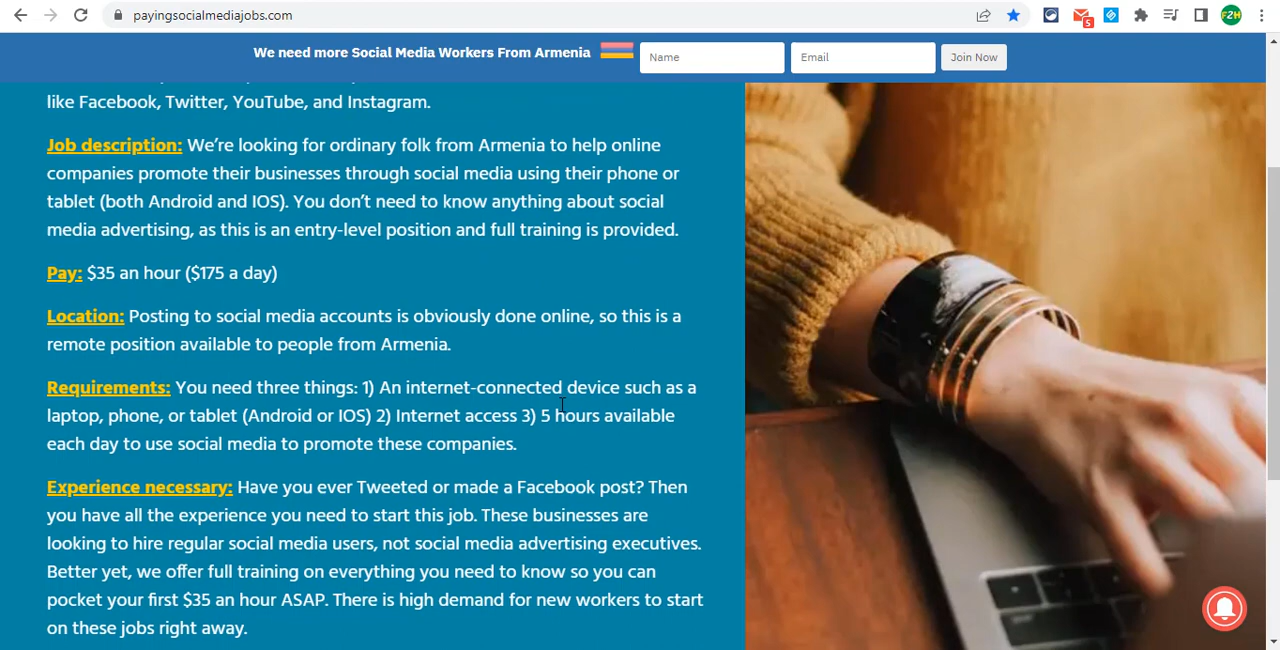 payingsocialmediajobs.com
5
FZH
We need more Social Media Workers From Armenia
Name
Email
Join Now
like Facebook, Twitter, YouTube, and Instagram.
Job description: We’re looking for ordinary folk from Armenia to help online
companies promote their businesses through social media using their phone or
tablet (both Android and IOS). You don’t need to know anything about social
media advertising, as this is an entry-level position and full training is provided.
Pay: $35 an hour ($175 a day)
Location: Posting to social media accounts is obviously done online, so this is a
remote position available to people from Armenia.
Requirements: You need three things: 1) An internet-connected device such as a
laptop, phone, or tablet (Android or IOS) 2) Internet access 3) 5 hours available
each day to use social media to promote these companies.
Experience necessary: Have you ever Tweeted or made a Facebook post? Then
you have all the experience you need to start this job. These businesses are
looking to hire regular social media users, not social media advertising executives.
Better yet, we offer full training on everything you need to know so you can
pocket your first $35 an hour ASAP. There is high demand for new workers to start
on these jobs right away.